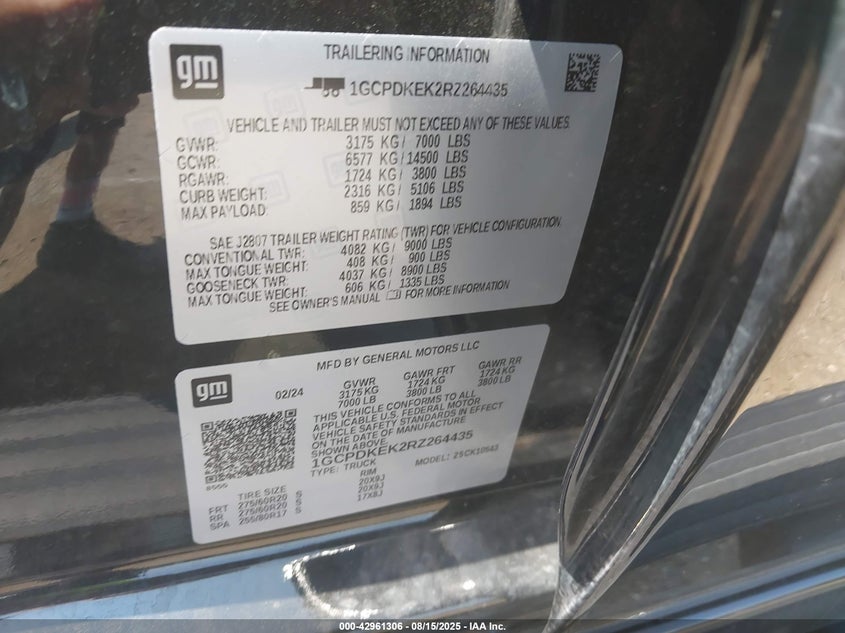 gm
TRAILERING INFORMATION
1GCPDKEK2RZ264435
VEHICLE AND TRAILER MUST NOT EXCEED ANY OF THESE VALUES.
GVWR: 3175 KG / 7000 LBS
GCWR: 6577 KG / 14500 LBS
RGAWR: 1724 KG / 3800 LBS
CURB WEIGHT: 2316 KG / 5106 LBS
MAX PAYLOAD: 859 KG / 1894 LBS
SAE J2807 TRAILER WEIGHT RATING (TWR) FOR VEHICLE CONFIGURATION.
CONVENTIONAL TWR: 4082 KG / 9000 LBS
MAX TONGUE WEIGHT: 408 KG / 900 LBS
GOOSENECK TWR: 4037 KG / 8900 LBS
MAX TONGUE WEIGHT: 606 KG / 1335 LBS
SEE OWNER'S MANUAL FOR MORE INFORMATION
gm
MFD BY GENERAL MOTORS LLC
02/24 GVWR GAWR FRT GAWR RR
3175KG 1724KG 1724KG
7000 LB 3800 LB 3800 LB
THIS VEHICLE CONFORMS TO ALL
APPLICABLE U.S. FEDERAL MOTOR
VEHICLE SAFETY STANDARDS IN EFFECT
ON THE DATE OF MANUFACTURE
SHOWN ABOVE.
1GCPDKEK2RZ264435
TYPE: TRUCK MODEL: 2SCK10543
TIRE SIZE RIM
FRT 275/60R20 S 20X9J
RR 275/60R20 S 20X9J
SPA 255/80R17 S 17X8J
000-42961306 - 08/15/2025 - IAA Inc.